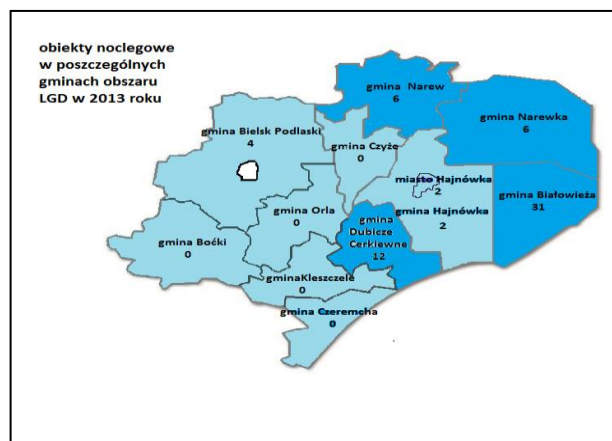 obiekty noclegowe
w poszczególnych
gminach obszaru
LGD w 2013 roku
gmina Narew
6
gmina Narewka
6
gmina Bielsk Podlaski
4
gmina Czyże
0
miasto Hajnówka
2
gmina Białowieża
31
gmina Orla
0
gmina Hajnówka
2
gmina
Dubicze
Cerkiewne
12
gmina Boćki
0
gminaKleszczele
0
gmina Czeremcha
0